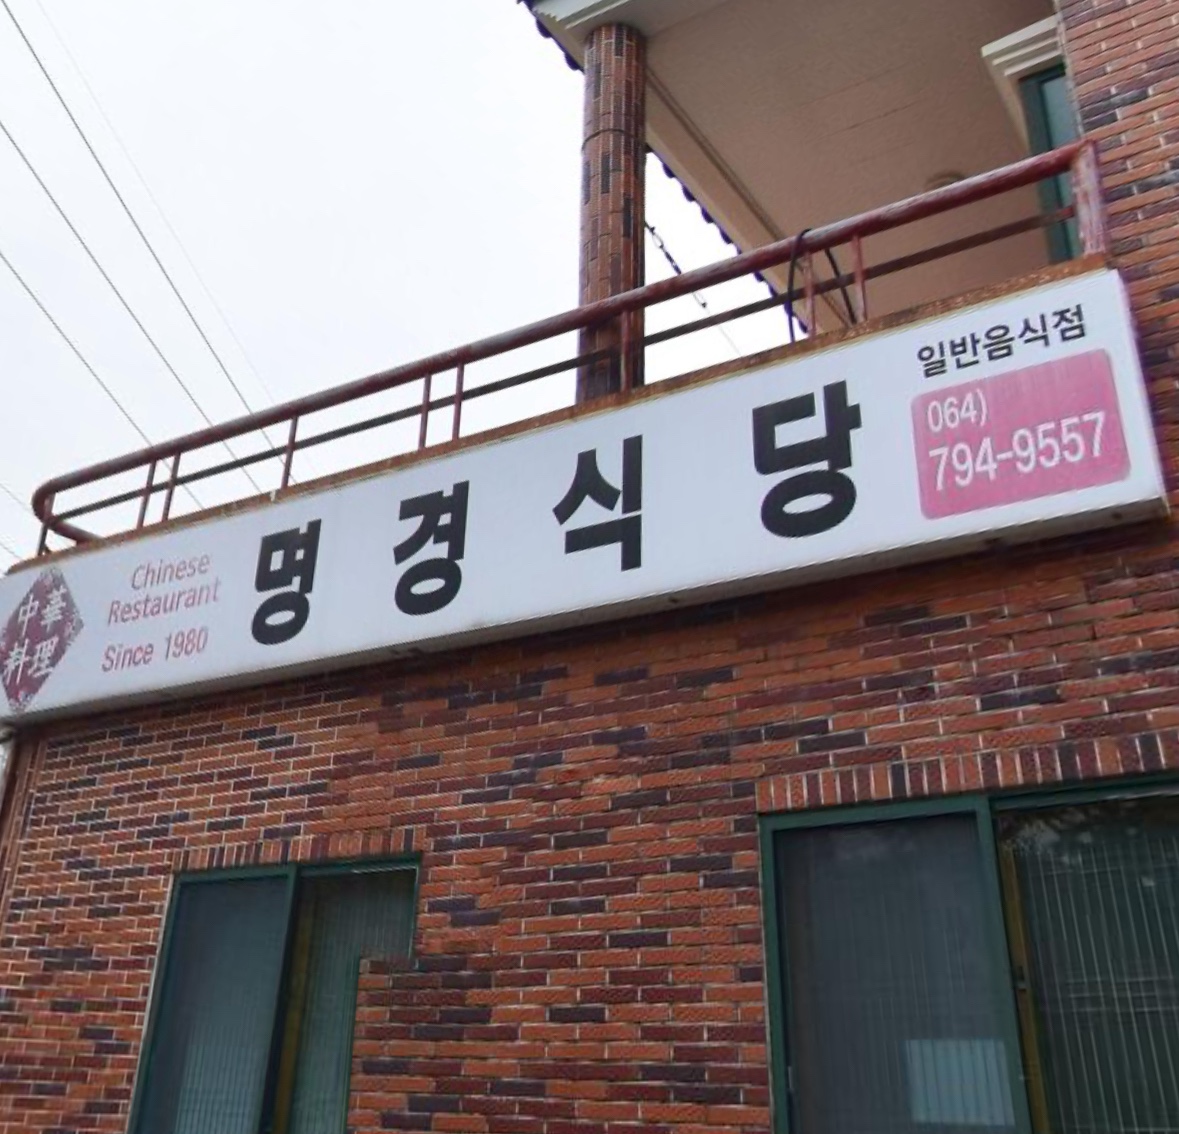 中華
料理
Chinese
Restaurant
Since 1980
명경식당
일반음식점
064)
794-9557